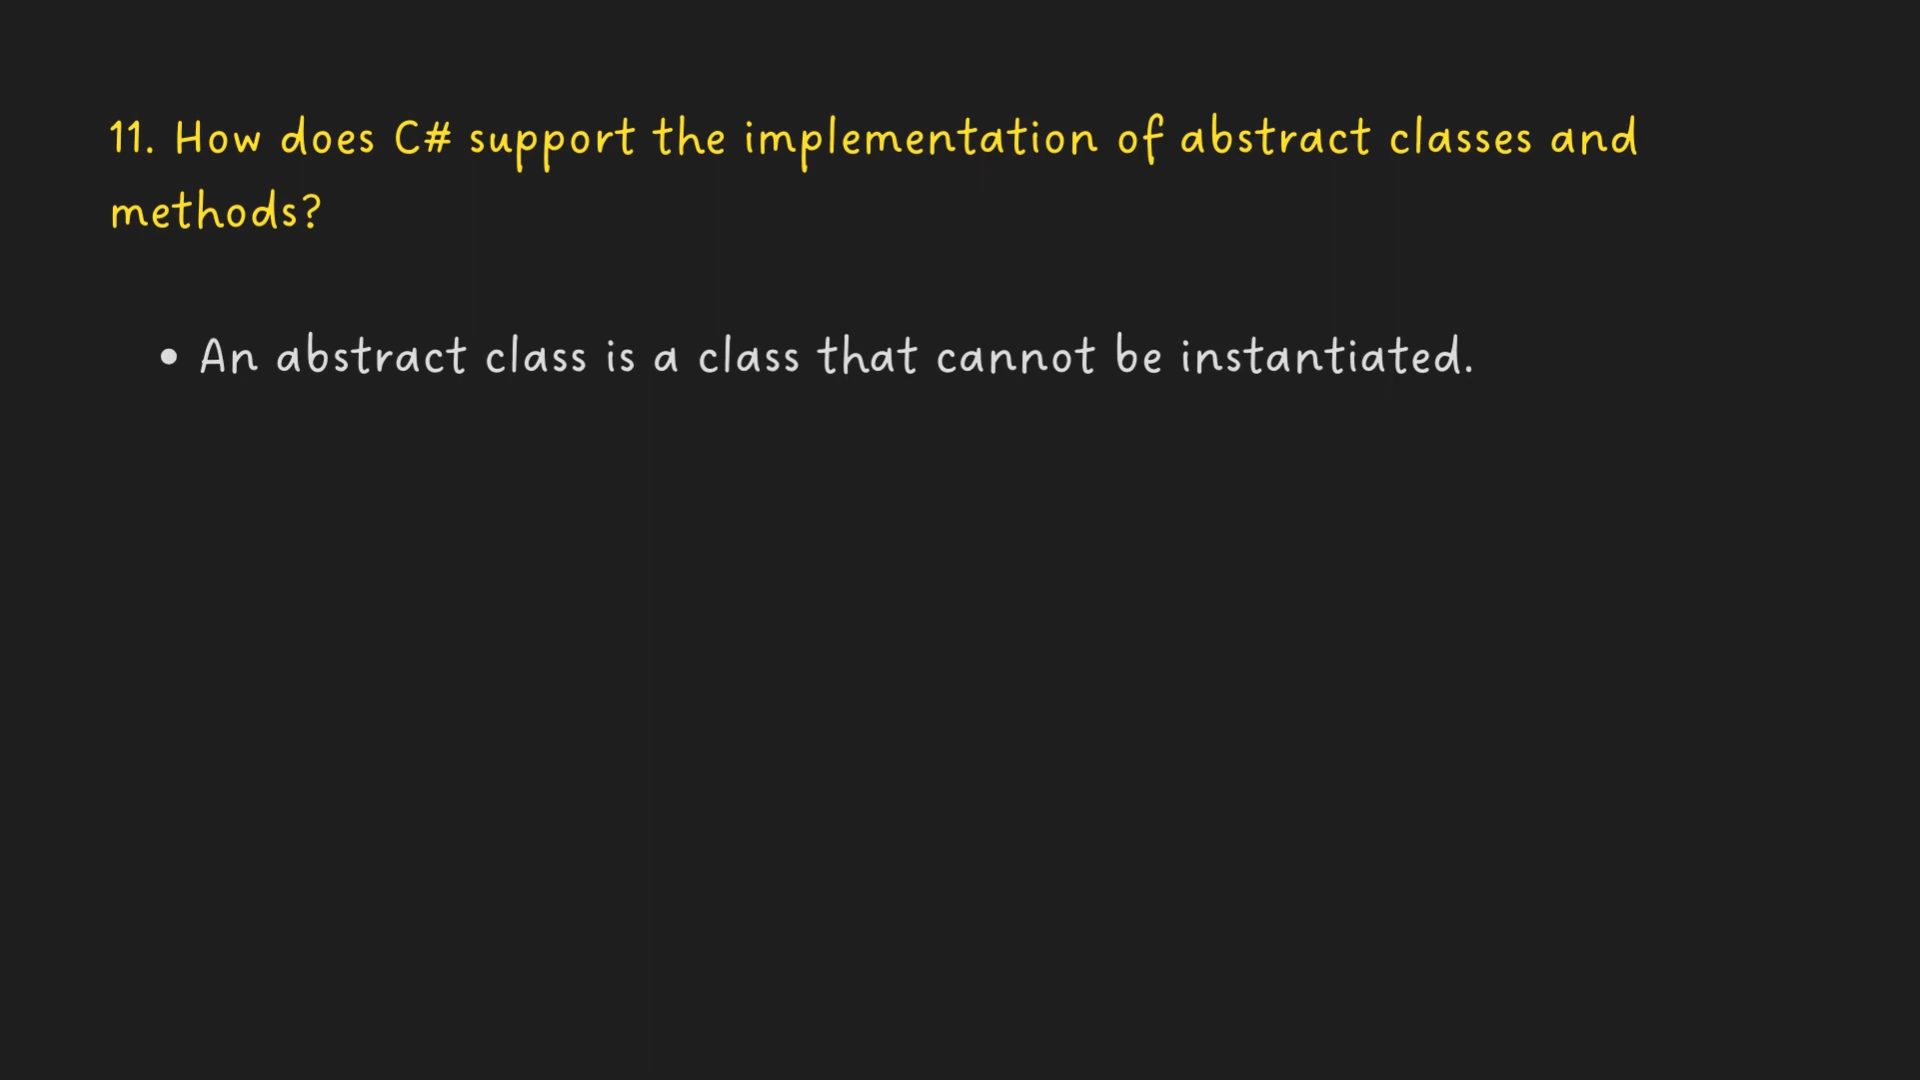 11. How does C# support the implementation of abstract classes and
methods?
• An abstract class is a class that cannot be instantiated.